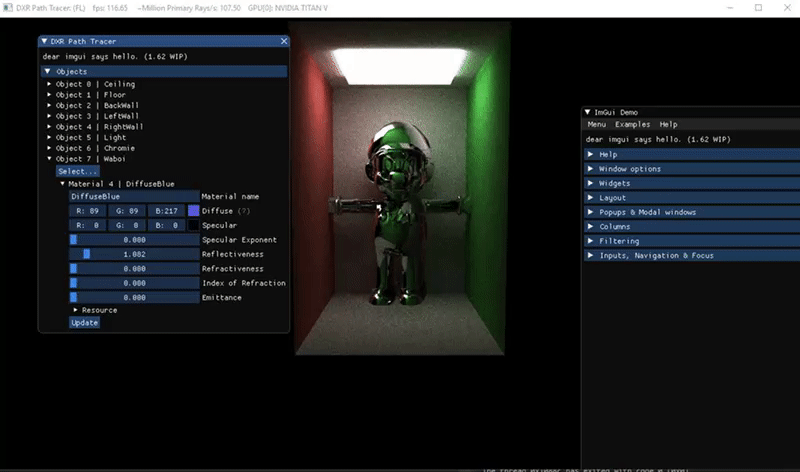 DXR Path Tracer: (FL) fps: 116.65 ~Million Primary Rays/s: 107.50 GPU[0]: NVIDIA TITAN V
DXR Path Tracer
dear imgui says hello. (1.62 WIP)
Objects
Object 0 | Ceiling
Object 1 | Floor
Object 2 | BackWall
Object 3 | LeftWall
Object 4 | RightWall
Object 5 | Light
Object 6 | Chromie
Object 7 | Waboi
Select...
Material 4 | DiffuseBlue
DiffuseBlue Material name
R: 89 G: 89 B:217 Diffuse (?)
R: 0 G: 0 B: 0 Specular
0.000 Specular Exponent
1.082 Reflectiveness
0.000 Refractiveness
0.000 Index of Refraction
0.000 Emittance
Resource
Update
ImGui Demo
Menu Examples Help
dear imgui says hello. (1.62 WIP)
Help
Window options
Widgets
Layout
Popups & Modal windows
Columns
Filtering
Inputs, Navigation & Focus